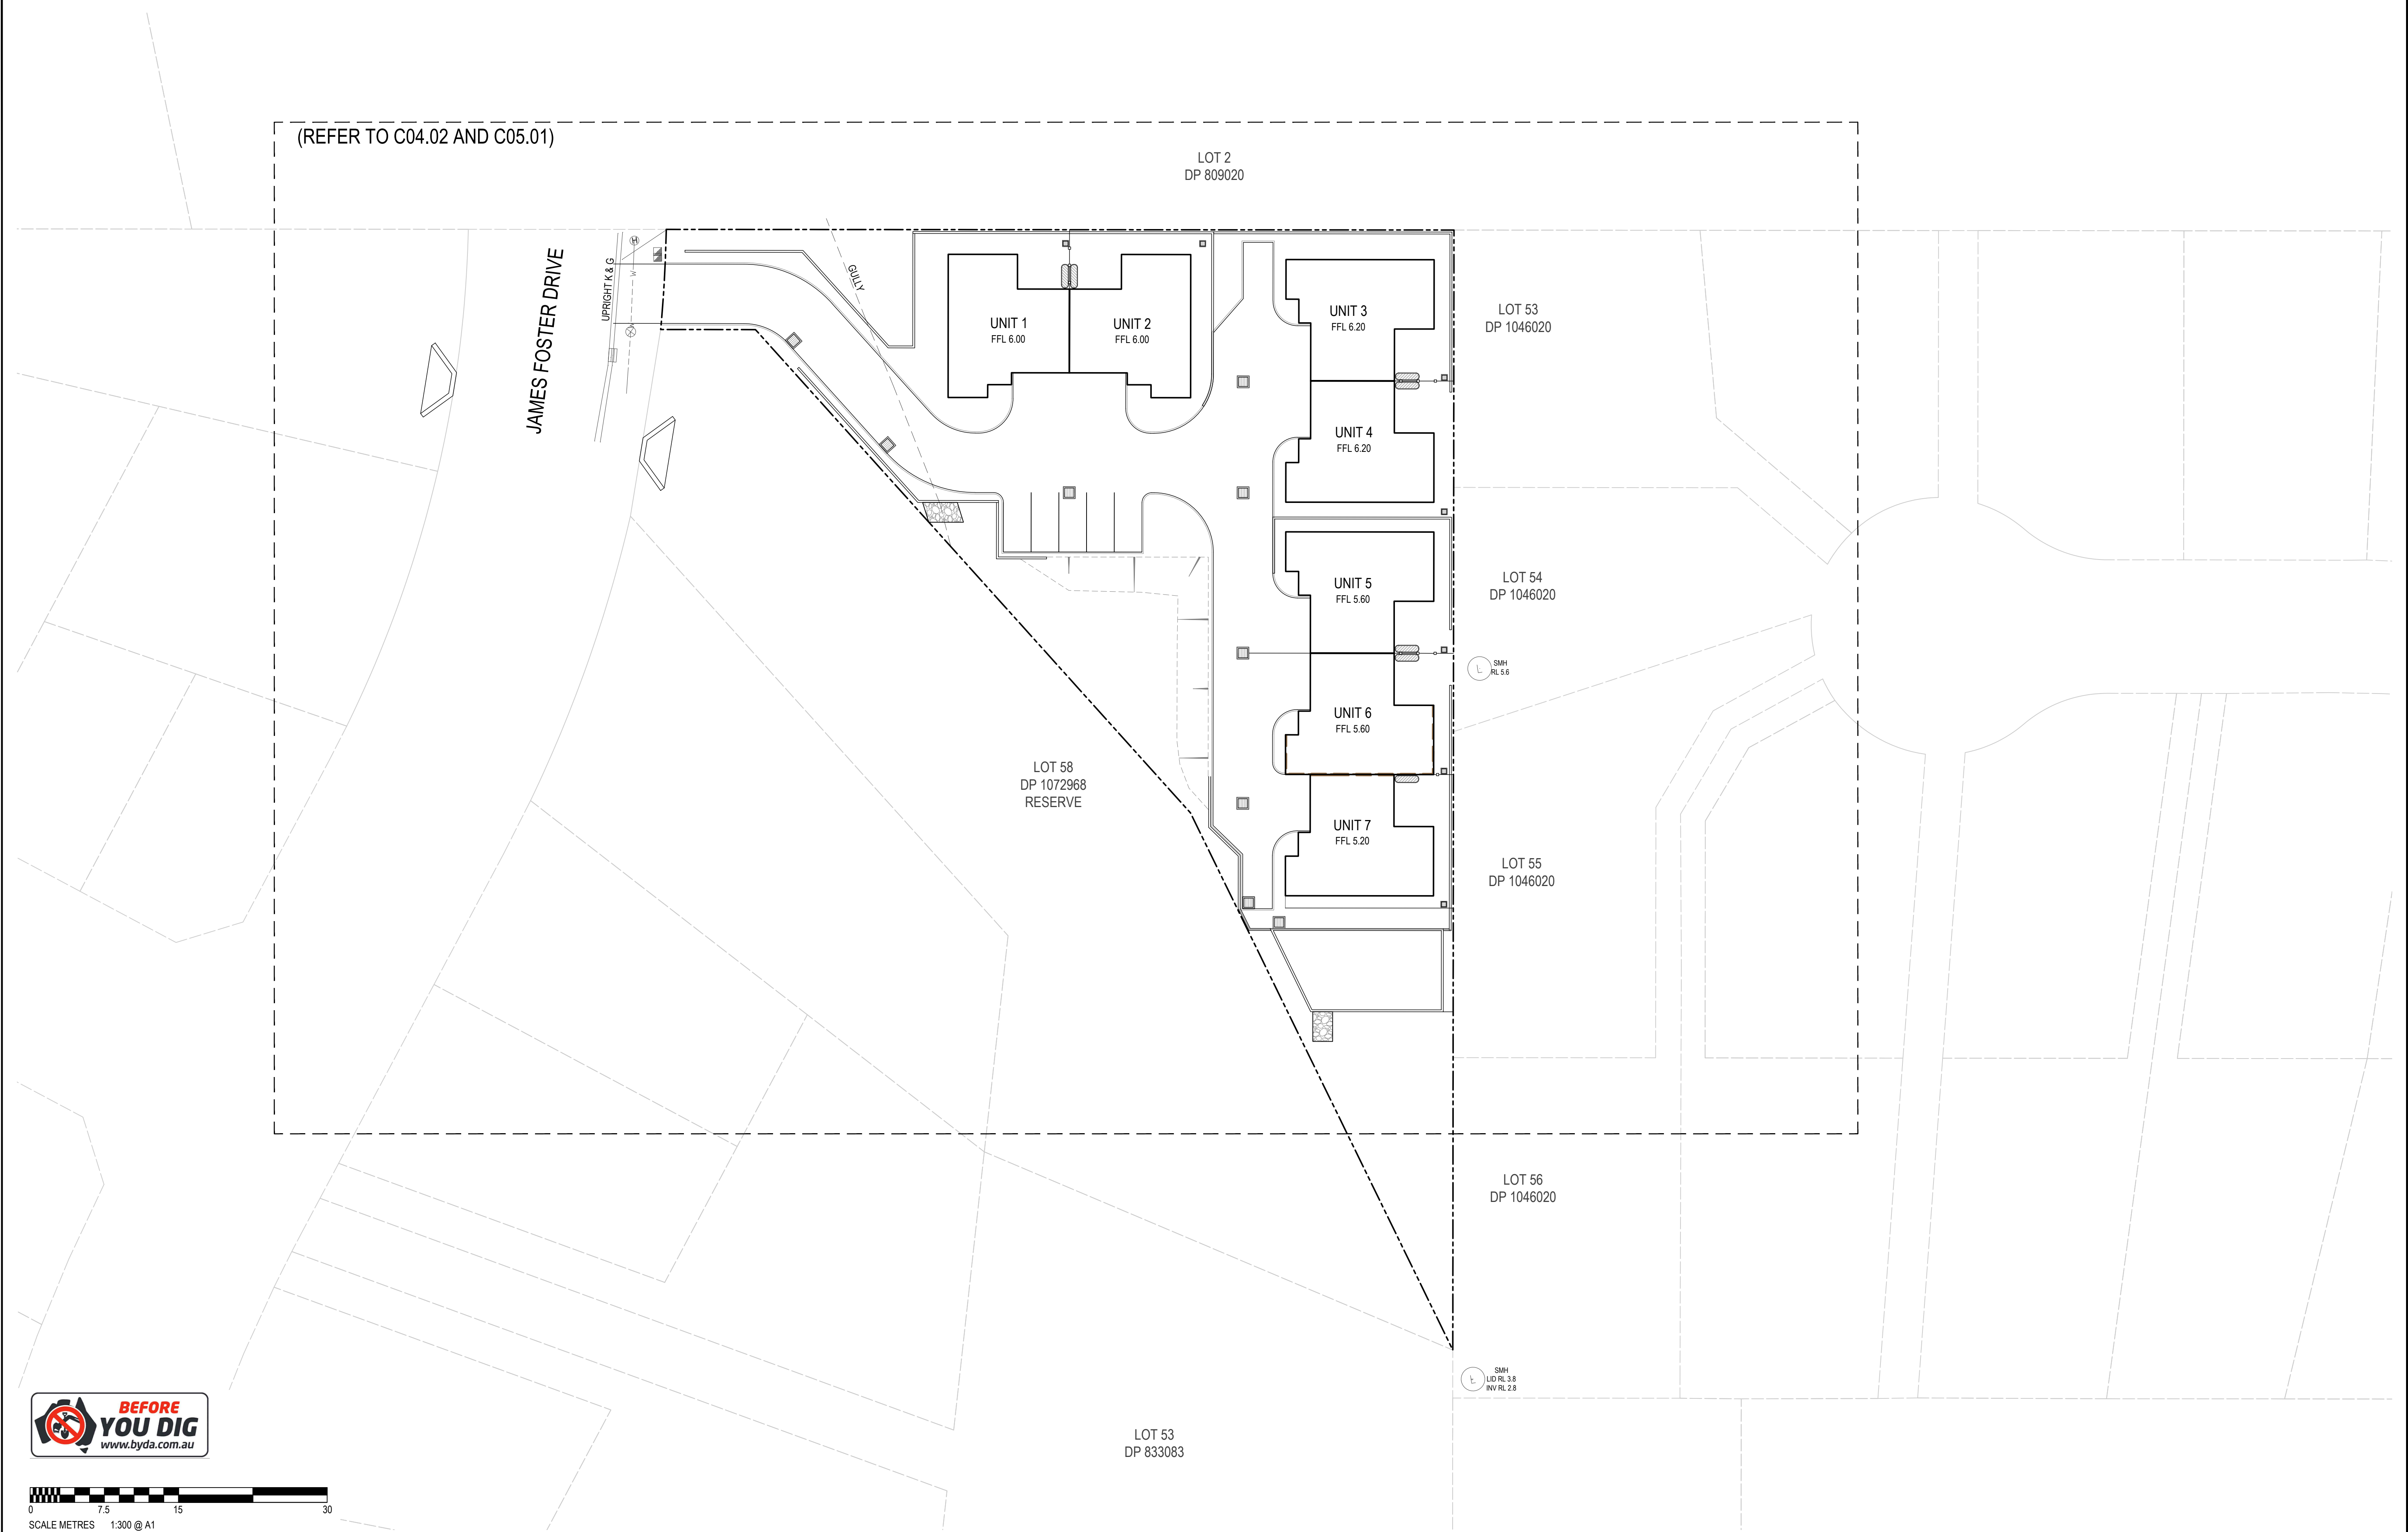 (REFER TO C04.02 AND C05.01)
LOT 2
DP 809020
JAMES FOSTER DRIVE
UPRIGHT K & G
H
W
GULLY
UNIT 1
FFL 6.00
UNIT 2
FFL 6.00
UNIT 3
FFL 6.20
LOT 53
DP 1046020
UNIT 4
FFL 6.20
UNIT 5
FFL 5.60
LOT 54
DP 1046020
SMH
RL 5.6
UNIT 6
FFL 5.60
LOT 58
DP 1072968
RESERVE
UNIT 7
FFL 5.20
LOT 55
DP 1046020
LOT 56
DP 1046020
SMH
LID RL 3.8
INV RL 2.8
LOT 53
DP 833083
BEFORE
YOU DIG
www.byda.com.au
0 7.5 15 30
SCALE METRES 1:300 @ A1